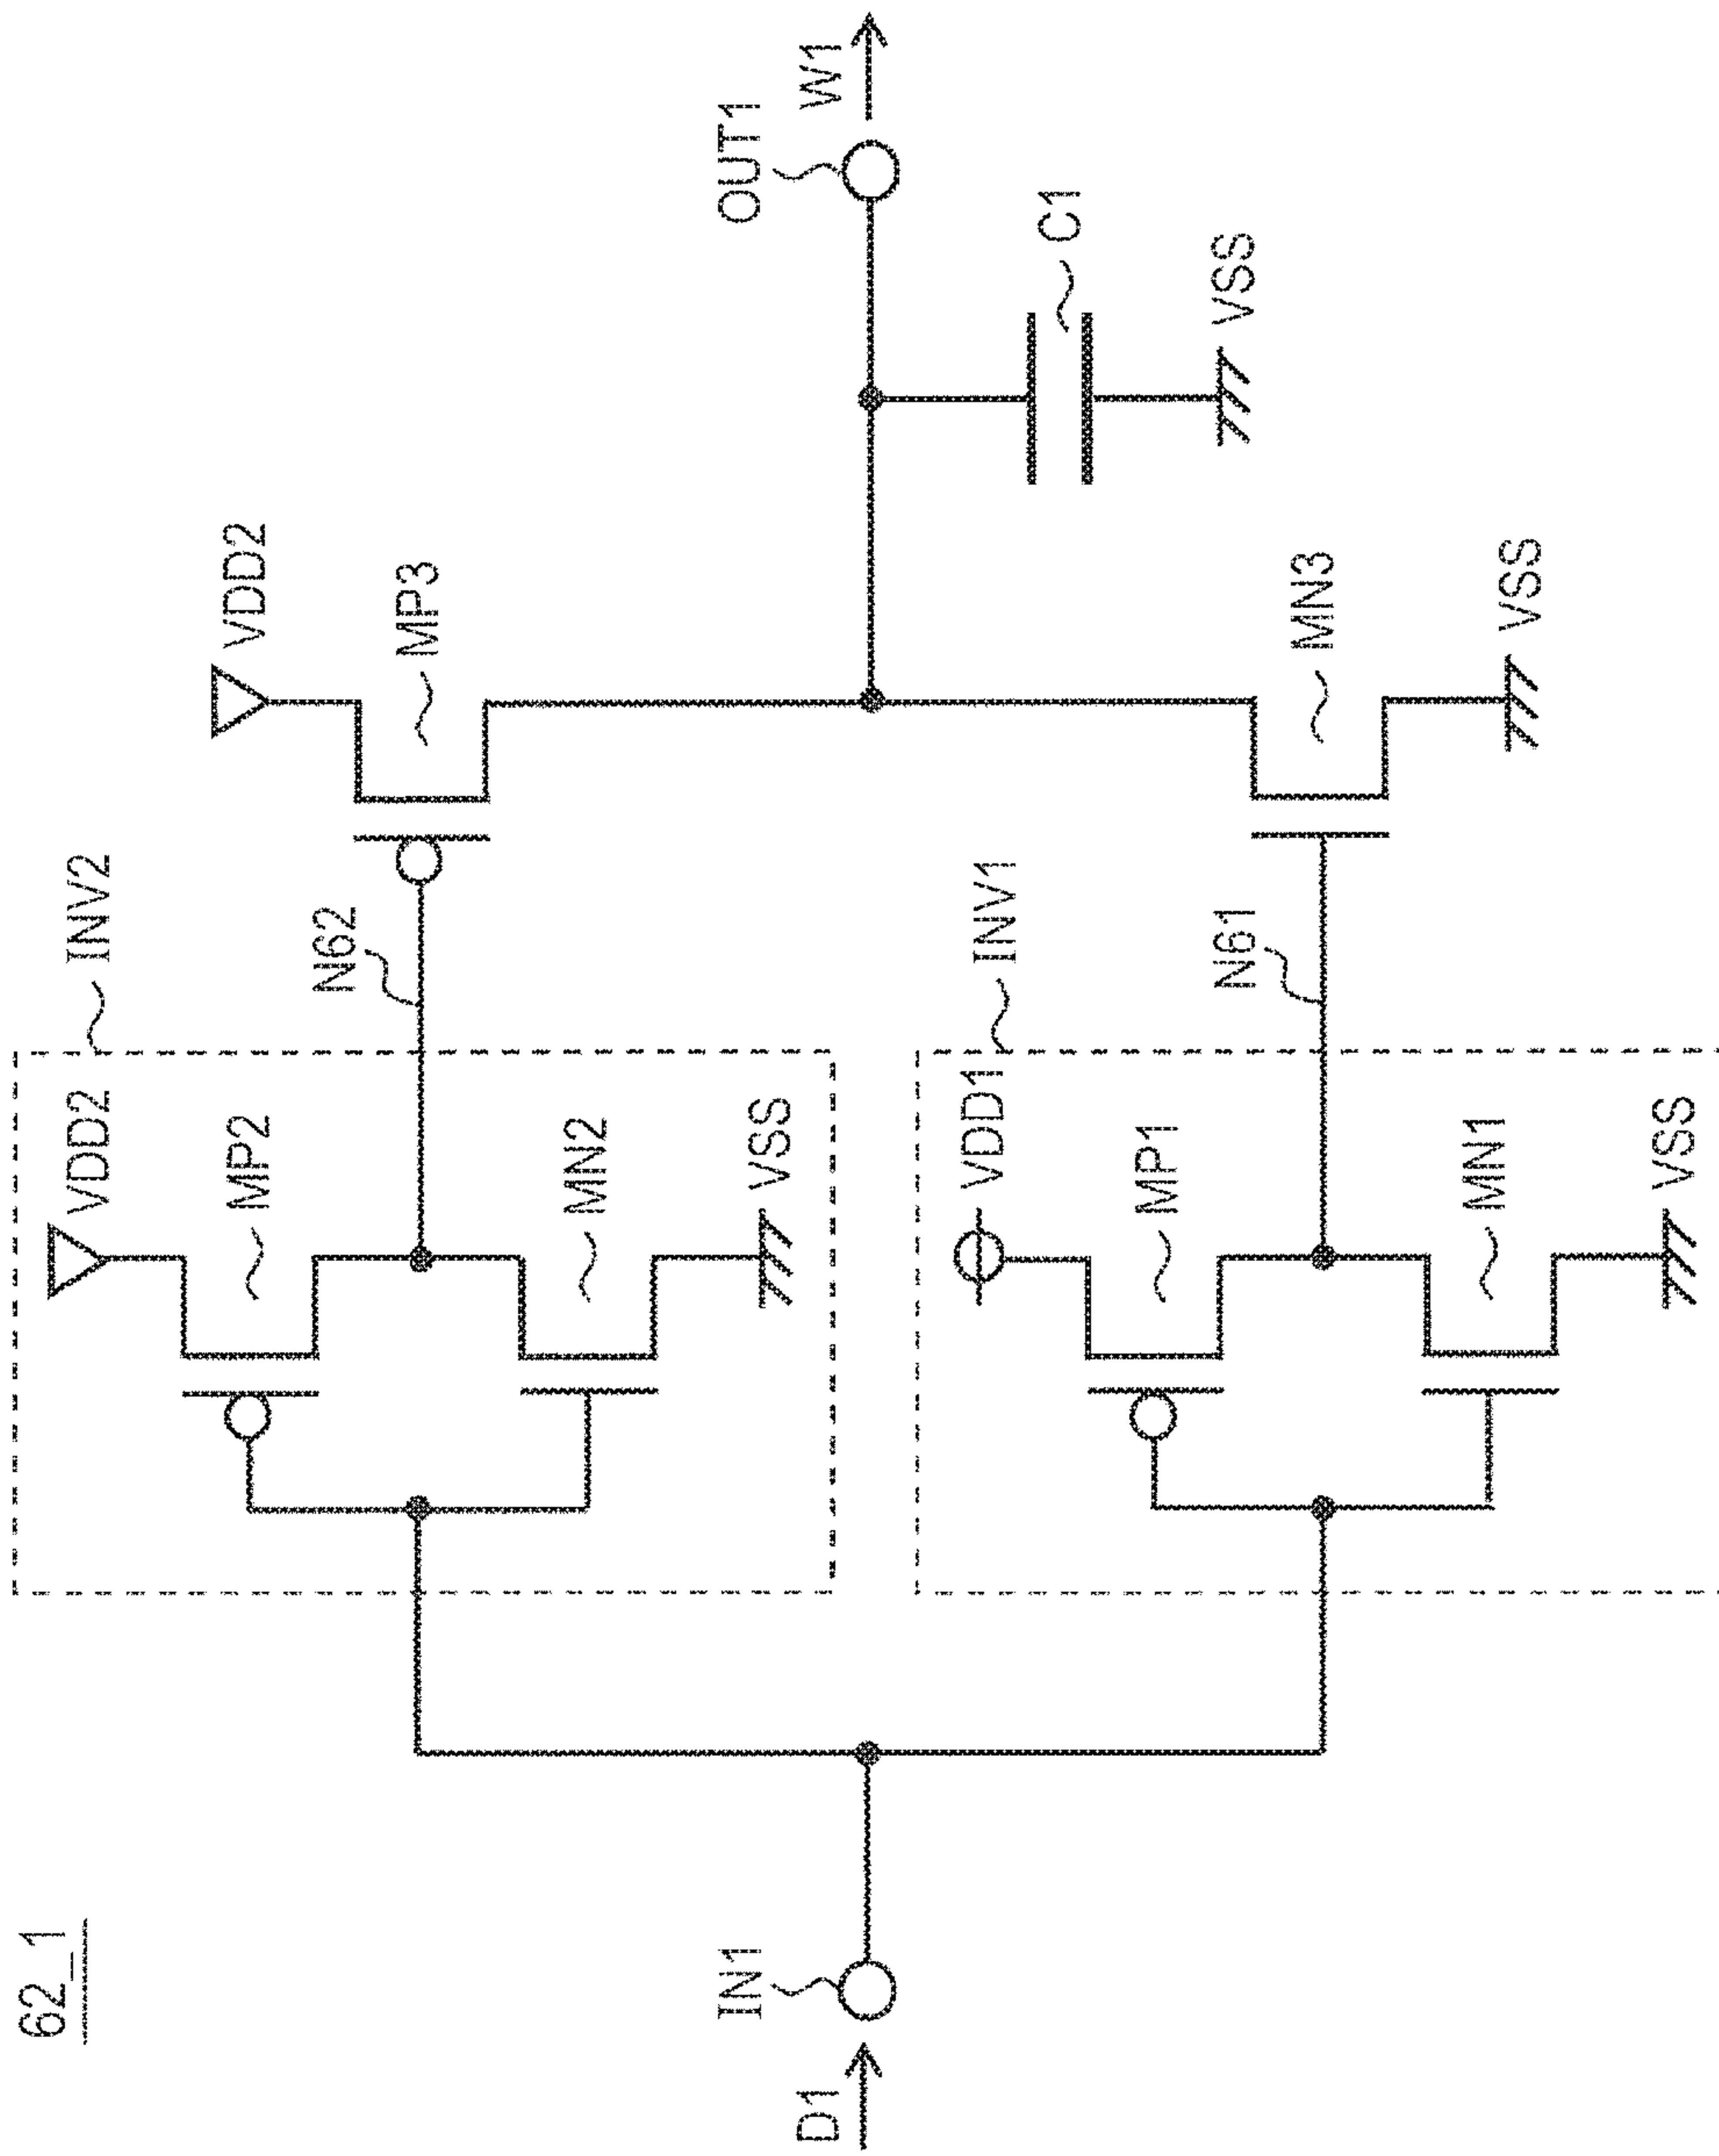 62_1
D1
IN1
INV2
VDD2
MP2
MN2
VSS
N62
INV1
VDD1
MP1
MN1
VSS
N61
VDD2
MP3
MN3
VSS
OUT1
W1
C1
VSS